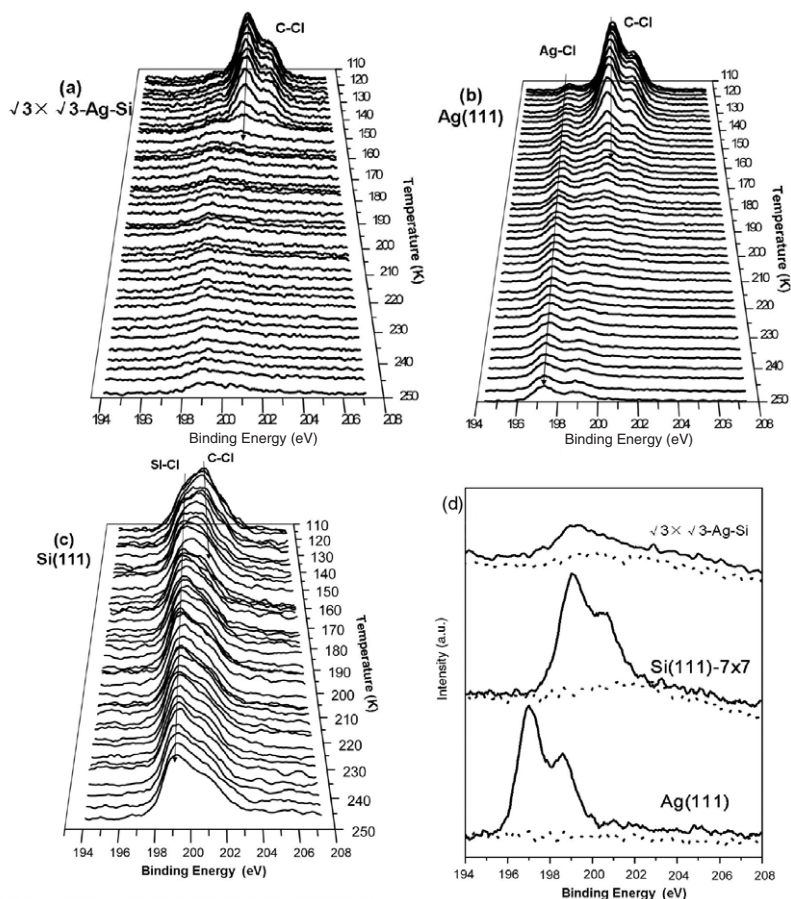 C-Cl
(a)
√3× √3-Ag-Si
110
120
130
140
150
160
170
180
190
200
210
220
230
240
250
Temperature (K)
194 196 198 200 202 204 206 208
Binding Energy (eV)
C-Cl
Ag-Cl
(b)
Ag(111)
110
120
130
140
150
160
170
180
190
200
210
220
230
240
250
Temperature (K)
194 196 198 200 202 204 206 208
Binding Energy (eV)
SI-Cl C-Cl
(c)
Si(111)
110
120
130
140
150
160
170
180
190
200
210
220
230
240
250
Temperature (K)
194 196 198 200 202 204 206 208
Binding Energy (eV)
(d)
√3× √3-Ag-Si
Si(111)-7x7
Ag(111)
Intensity (a.u.)
194 196 198 200 202 204 206 208
Binding Energy (eV)